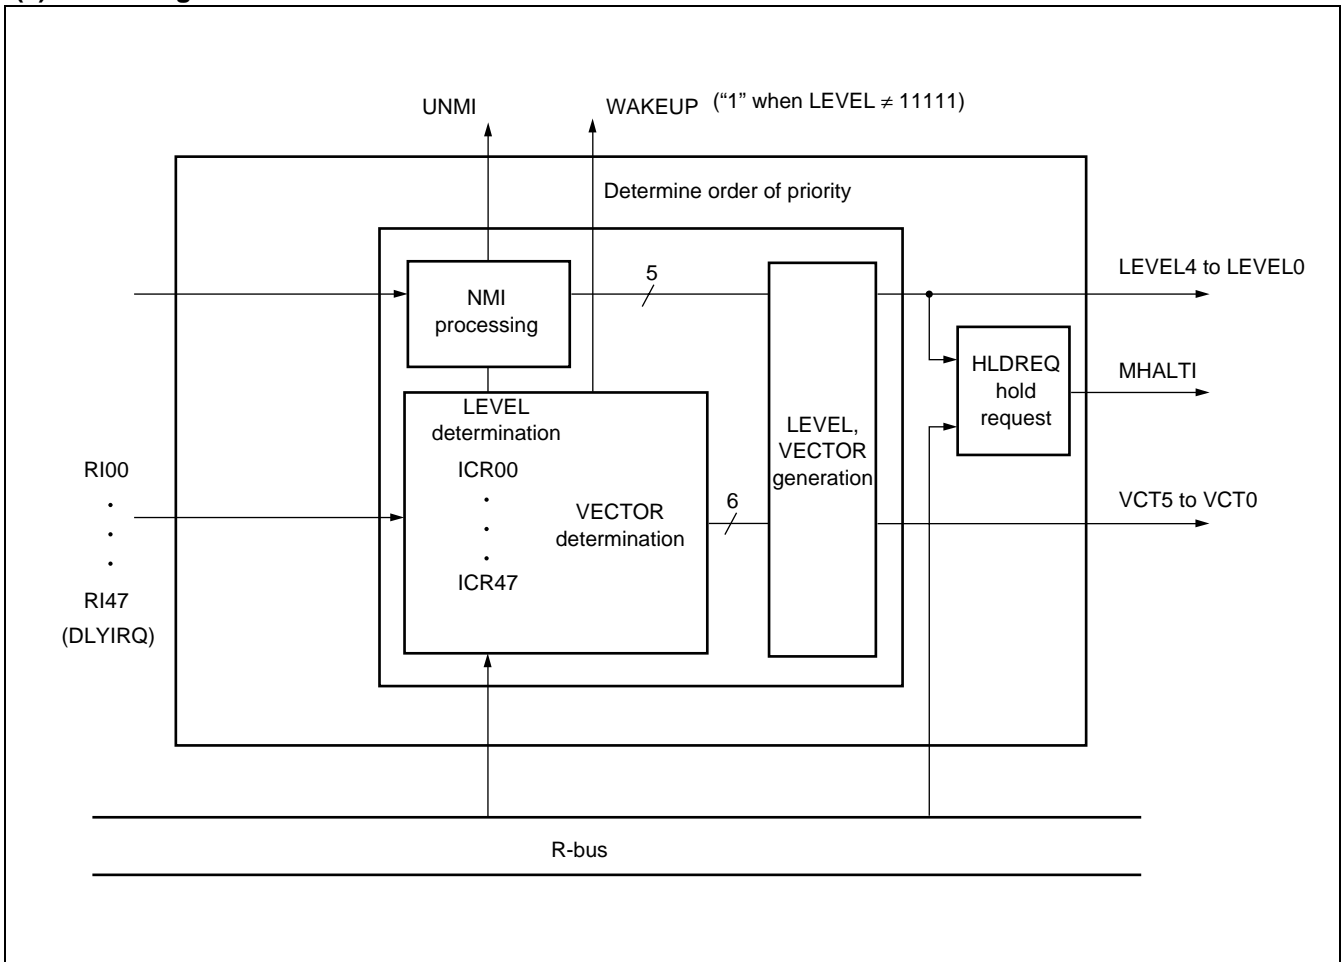 UNMI
WAKEUP ("1" when LEVEL ≠ 11111)
Determine order of priority
5
LEVEL4 to LEVEL0
NMI
processing
HLDREQ
hold
request
MHALTI
LEVEL
determination
LEVEL,
VECTOR
generation
RI00
.
.
.
RI47
(DLYIRQ)
ICR00
.
.
.
ICR47
VECTOR
determination
6
VCT5 to VCT0
R-bus